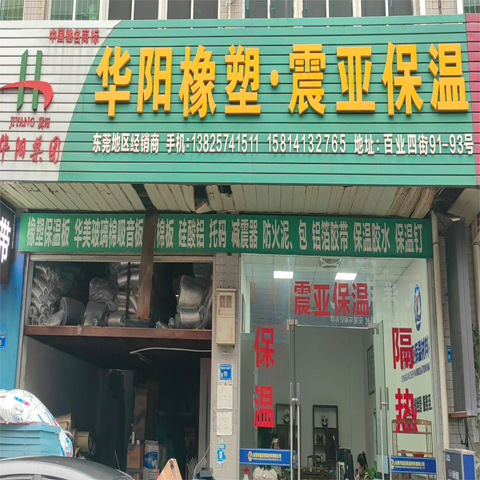 中国驰名商·标
华阳橡塑·震亚保温
JIYANG
华阳集团
东莞地区经销商 手机:13825741511 15814132765 地址:百业四街91-93号
橡塑保温板 华美玻璃棉吸音板 棉板 硅酸铝 托码 减震器 防火泥、包 铝箔胶带 保温胶水 保温钉
带
震亚保温
保温
隔热